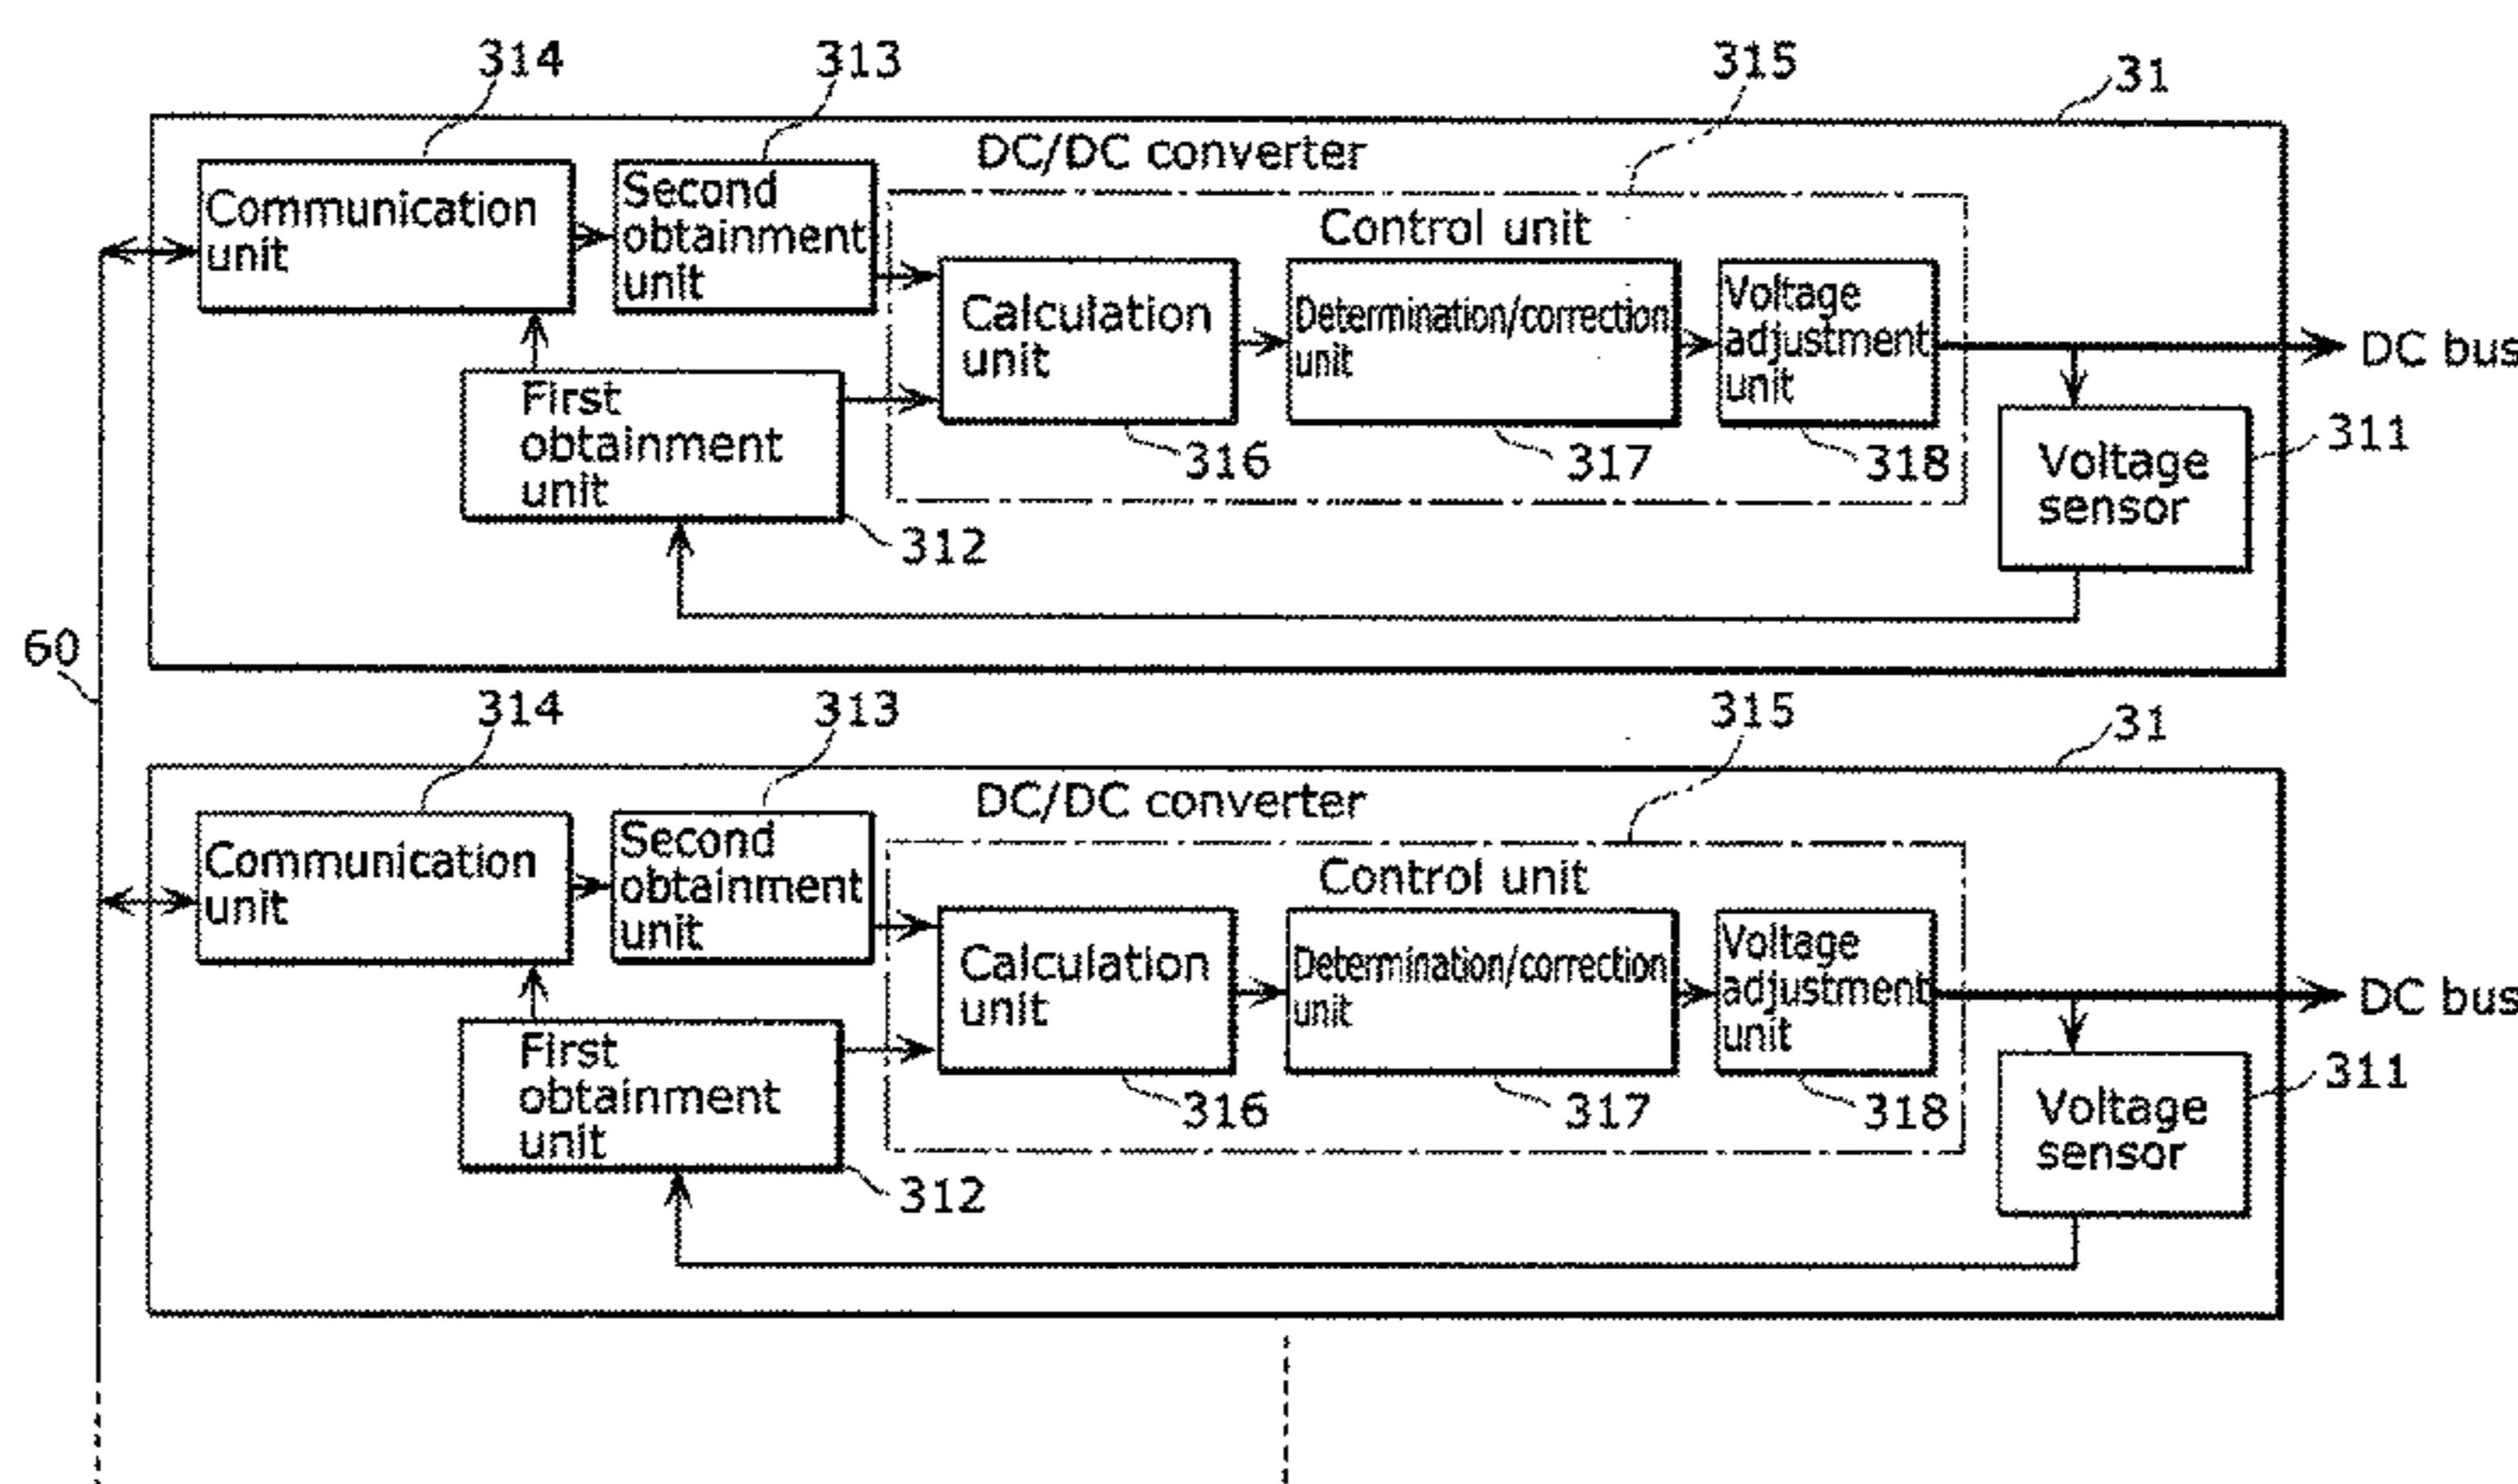 314
313
315
31
DC/DC converter
Communication
unit
Second
obtainment
unit
Control unit
Calculation
unit
Determination/correction
unit
Voltage
adjustment
unit
DC bus
First
obtainment
unit
316
317
318
311
Voltage
sensor
312
60
314
313
315
31
DC/DC converter
Communication
unit
Second
obtainment
unit
Control unit
Calculation
unit
Determination/correction
unit
Voltage
adjustment
unit
DC bus
First
obtainment
unit
316
317
318
311
Voltage
sensor
312